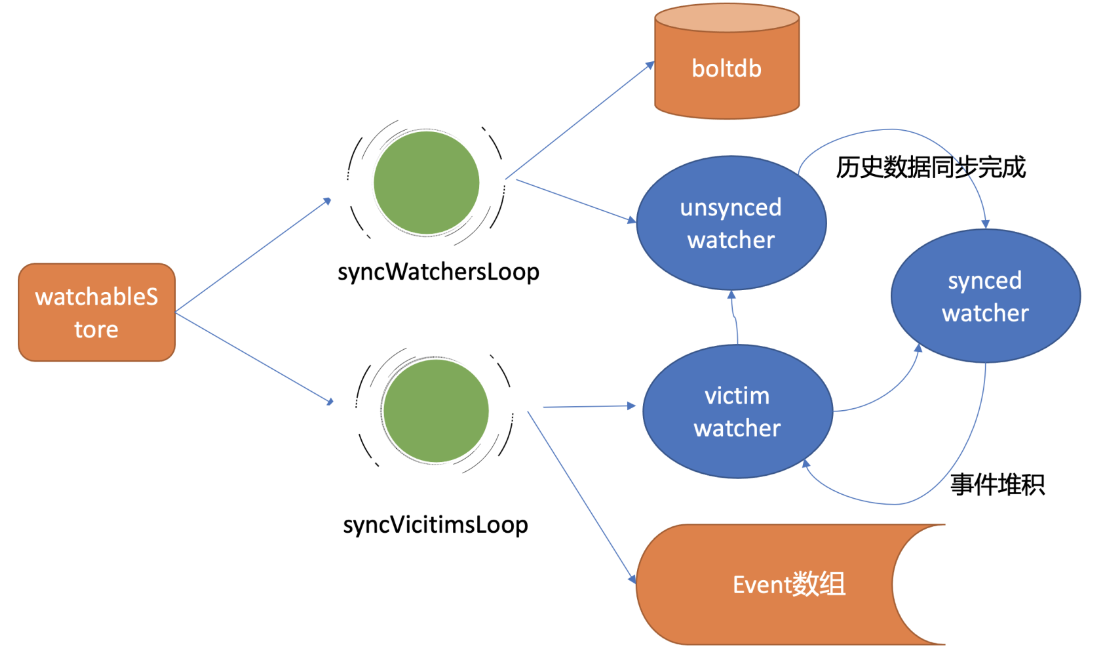 boltdb
历史数据同步完成
unsynced
watcher
syncWatchersLoop
synced
watcher
watchableS
tore
victim
watcher
事件堆积
syncVicitimsLoop
Event数组